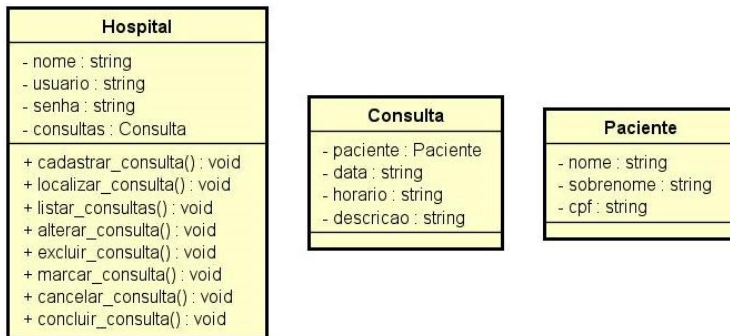 Hospital
- nome : string
- usuario : string
- senha : string
- consultas : Consulta
+ cadastrar_consulta() : void
+ localizar_consulta() : void
+ listar_consultas() : void
+ alterar_consulta() : void
+ excluir_consulta() : void
+ marcar_consulta() : void
+ cancelar_consulta() : void
+ concluir_consulta() : void
Consulta
- paciente : Paciente
- data : string
- horario : string
- descricao : string
Paciente
- nome : string
- sobrenome : string
- cpf : string